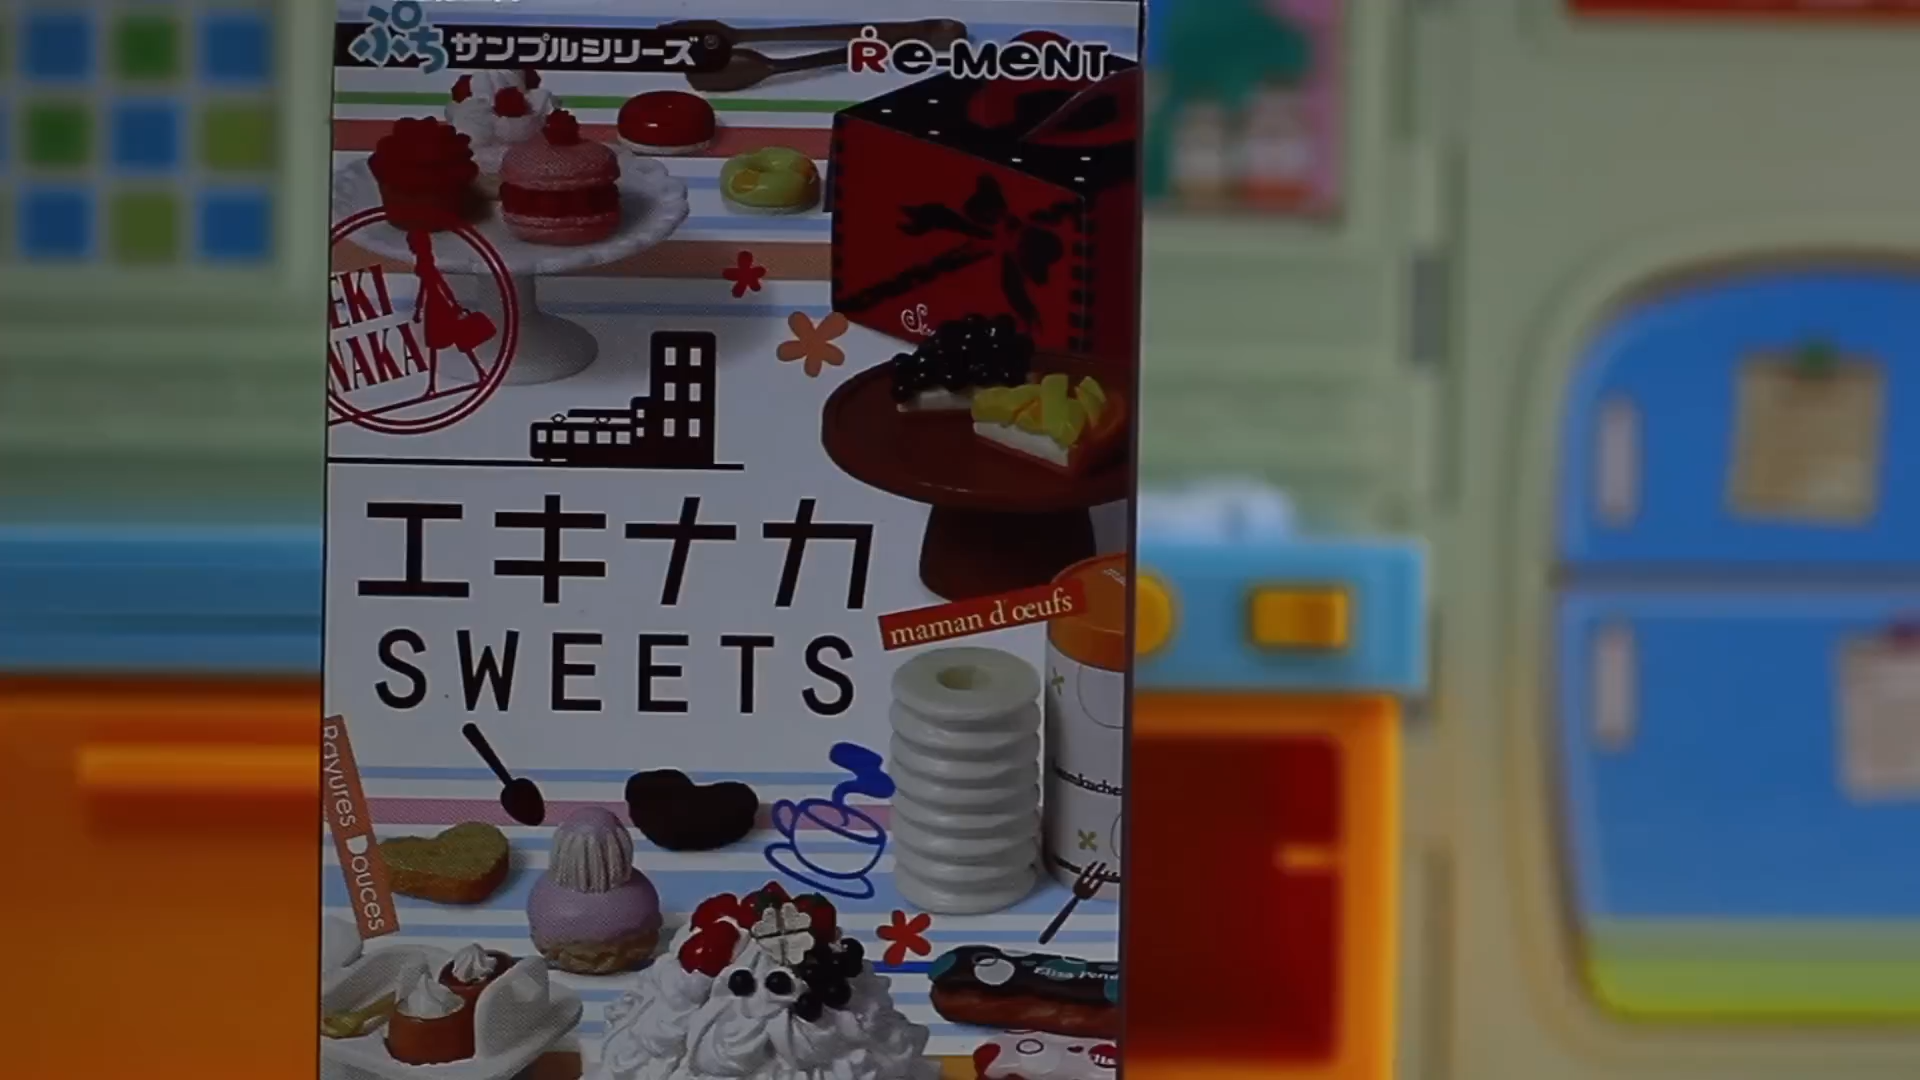 ぷちサンプルシリーズ®
Re-MeNT
EKI
NAKA
エキナカ
SWEETS
maman d'œufs
Rayures Douces
Elisa